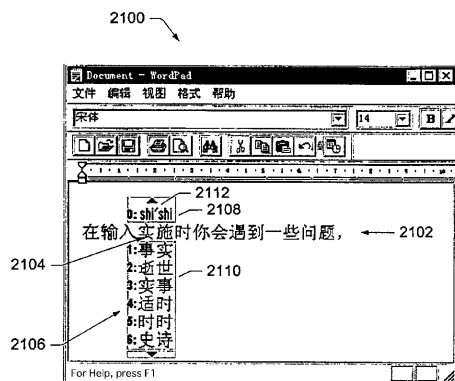 2100
Document - WordPad
文件 编辑 视图 格式 帮助
宋体 14 B
2112
0: shi'shi 2108
在输入实施时你会遇到一些问题， 2102
2104
1:事实
2:逝世 2110
3:实事
4:适时
2106
5:时时
6:史诗
For Help, press F1